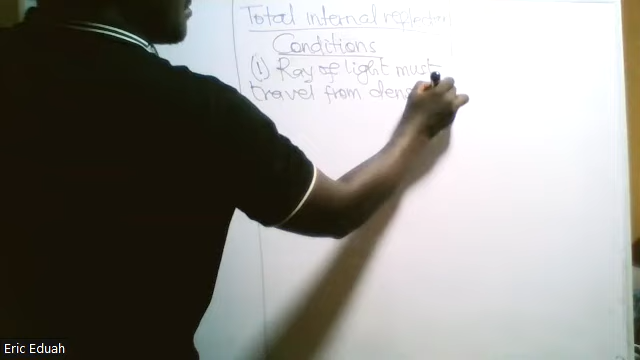 Total internal reflection
Conditions
(1) Ray of light must
travel from
Eric Eduah